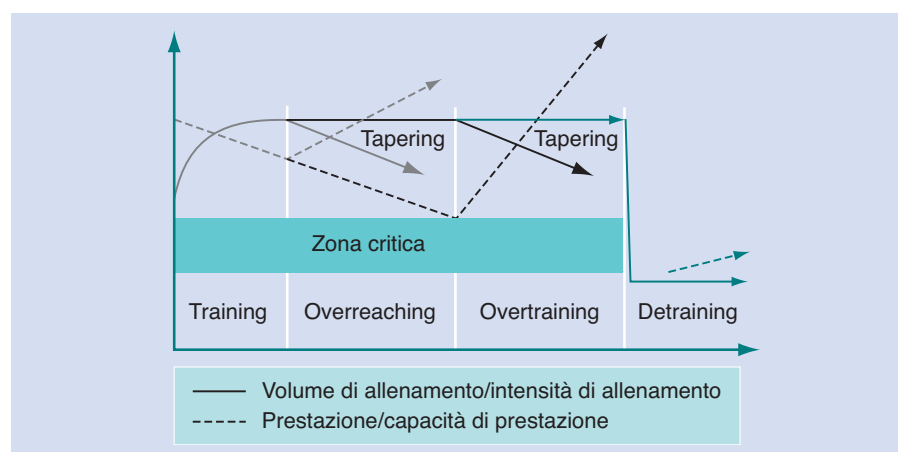 Tapering
Tapering
Zona critica
Training
Overreaching
Overtraining
Detraining
Volume di allenamento/intensità di allenamento
Prestazione/capacità di prestazione